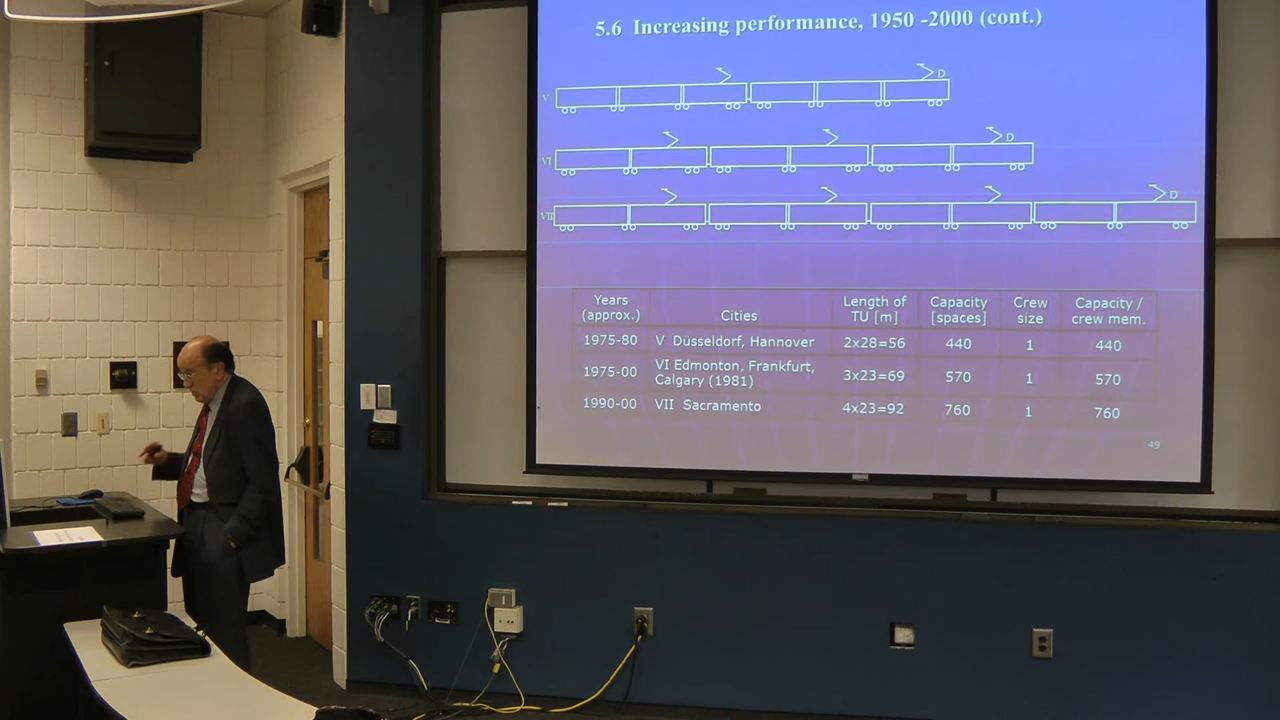 5.6 Increasing performance, 1950 -2000 (cont.)
V D
VI D
VII D
Years (approx.) Cities Length of TU [m] Capacity [spaces] Crew size Capacity / crew mem.
1975-80 V Düsseldorf, Hannover 2x28=56 440 1 440
1975-00 VI Edmonton, Frankfurt, Calgary (1981) 3x23=69 570 1 570
1990-00 VII Sacramento 4x23=92 760 1 760
49